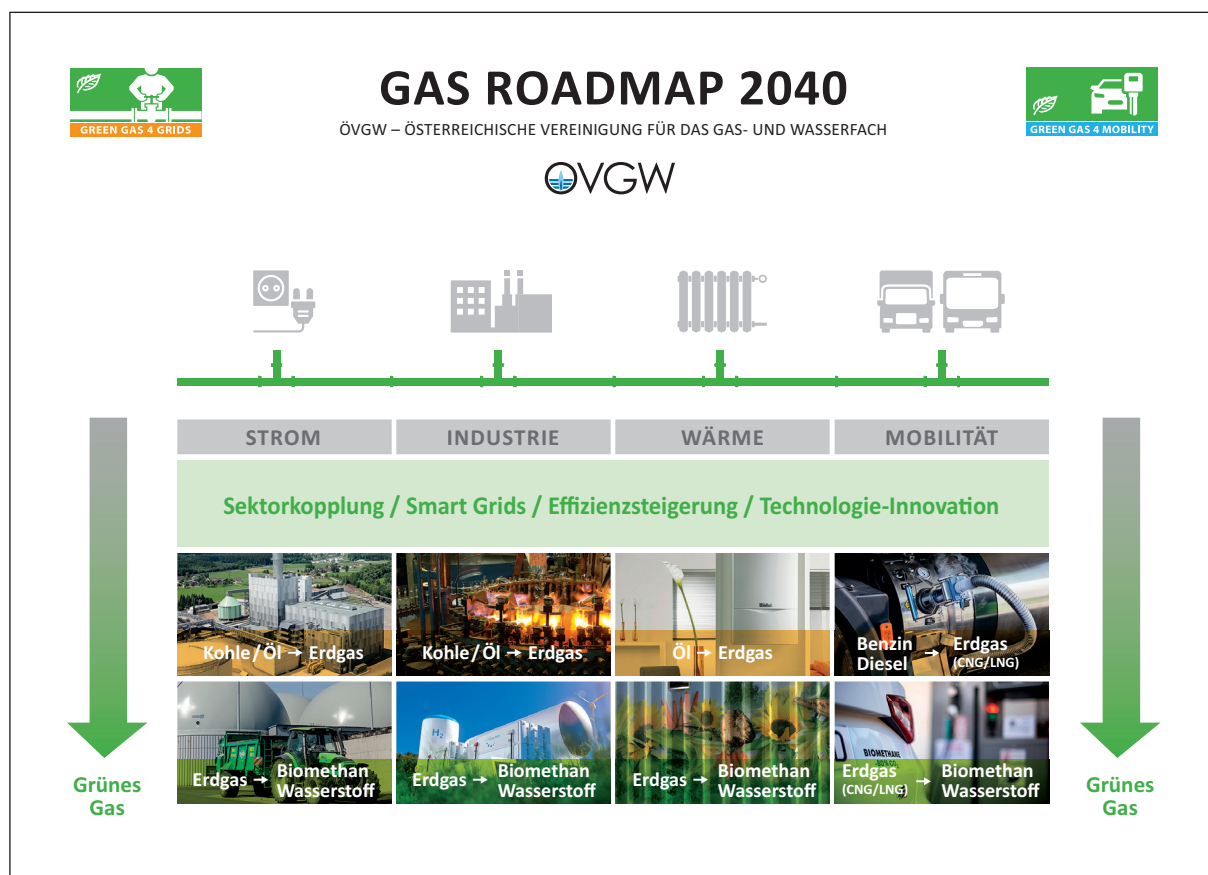 GREEN GAS 4 GRIDS
GAS ROADMAP 2040
ÖVGW – ÖSTERREICHISCHE VEREINIGUNG FÜR DAS GAS- UND WASSERFACH
ÖVGW
GREEN GAS 4 MOBILITY
STROM
INDUSTRIE
WÄRME
MOBILITÄT
Sektorkopplung / Smart Grids / Effizienzsteigerung / Technologie-Innovation
Kohle / Öl → Erdgas
Kohle / Öl → Erdgas
Öl → Erdgas
Benzin
Diesel
→ Erdgas
(CNG/LNG)
Erdgas → Biomethan
Wasserstoff
H2
Erdgas → Biomethan
Wasserstoff
Erdgas → Biomethan
Wasserstoff
BIOMETHANE
Erdgas
(CNG/LNG)
→ Biomethan
Wasserstoff
Grünes
Gas
Grünes
Gas